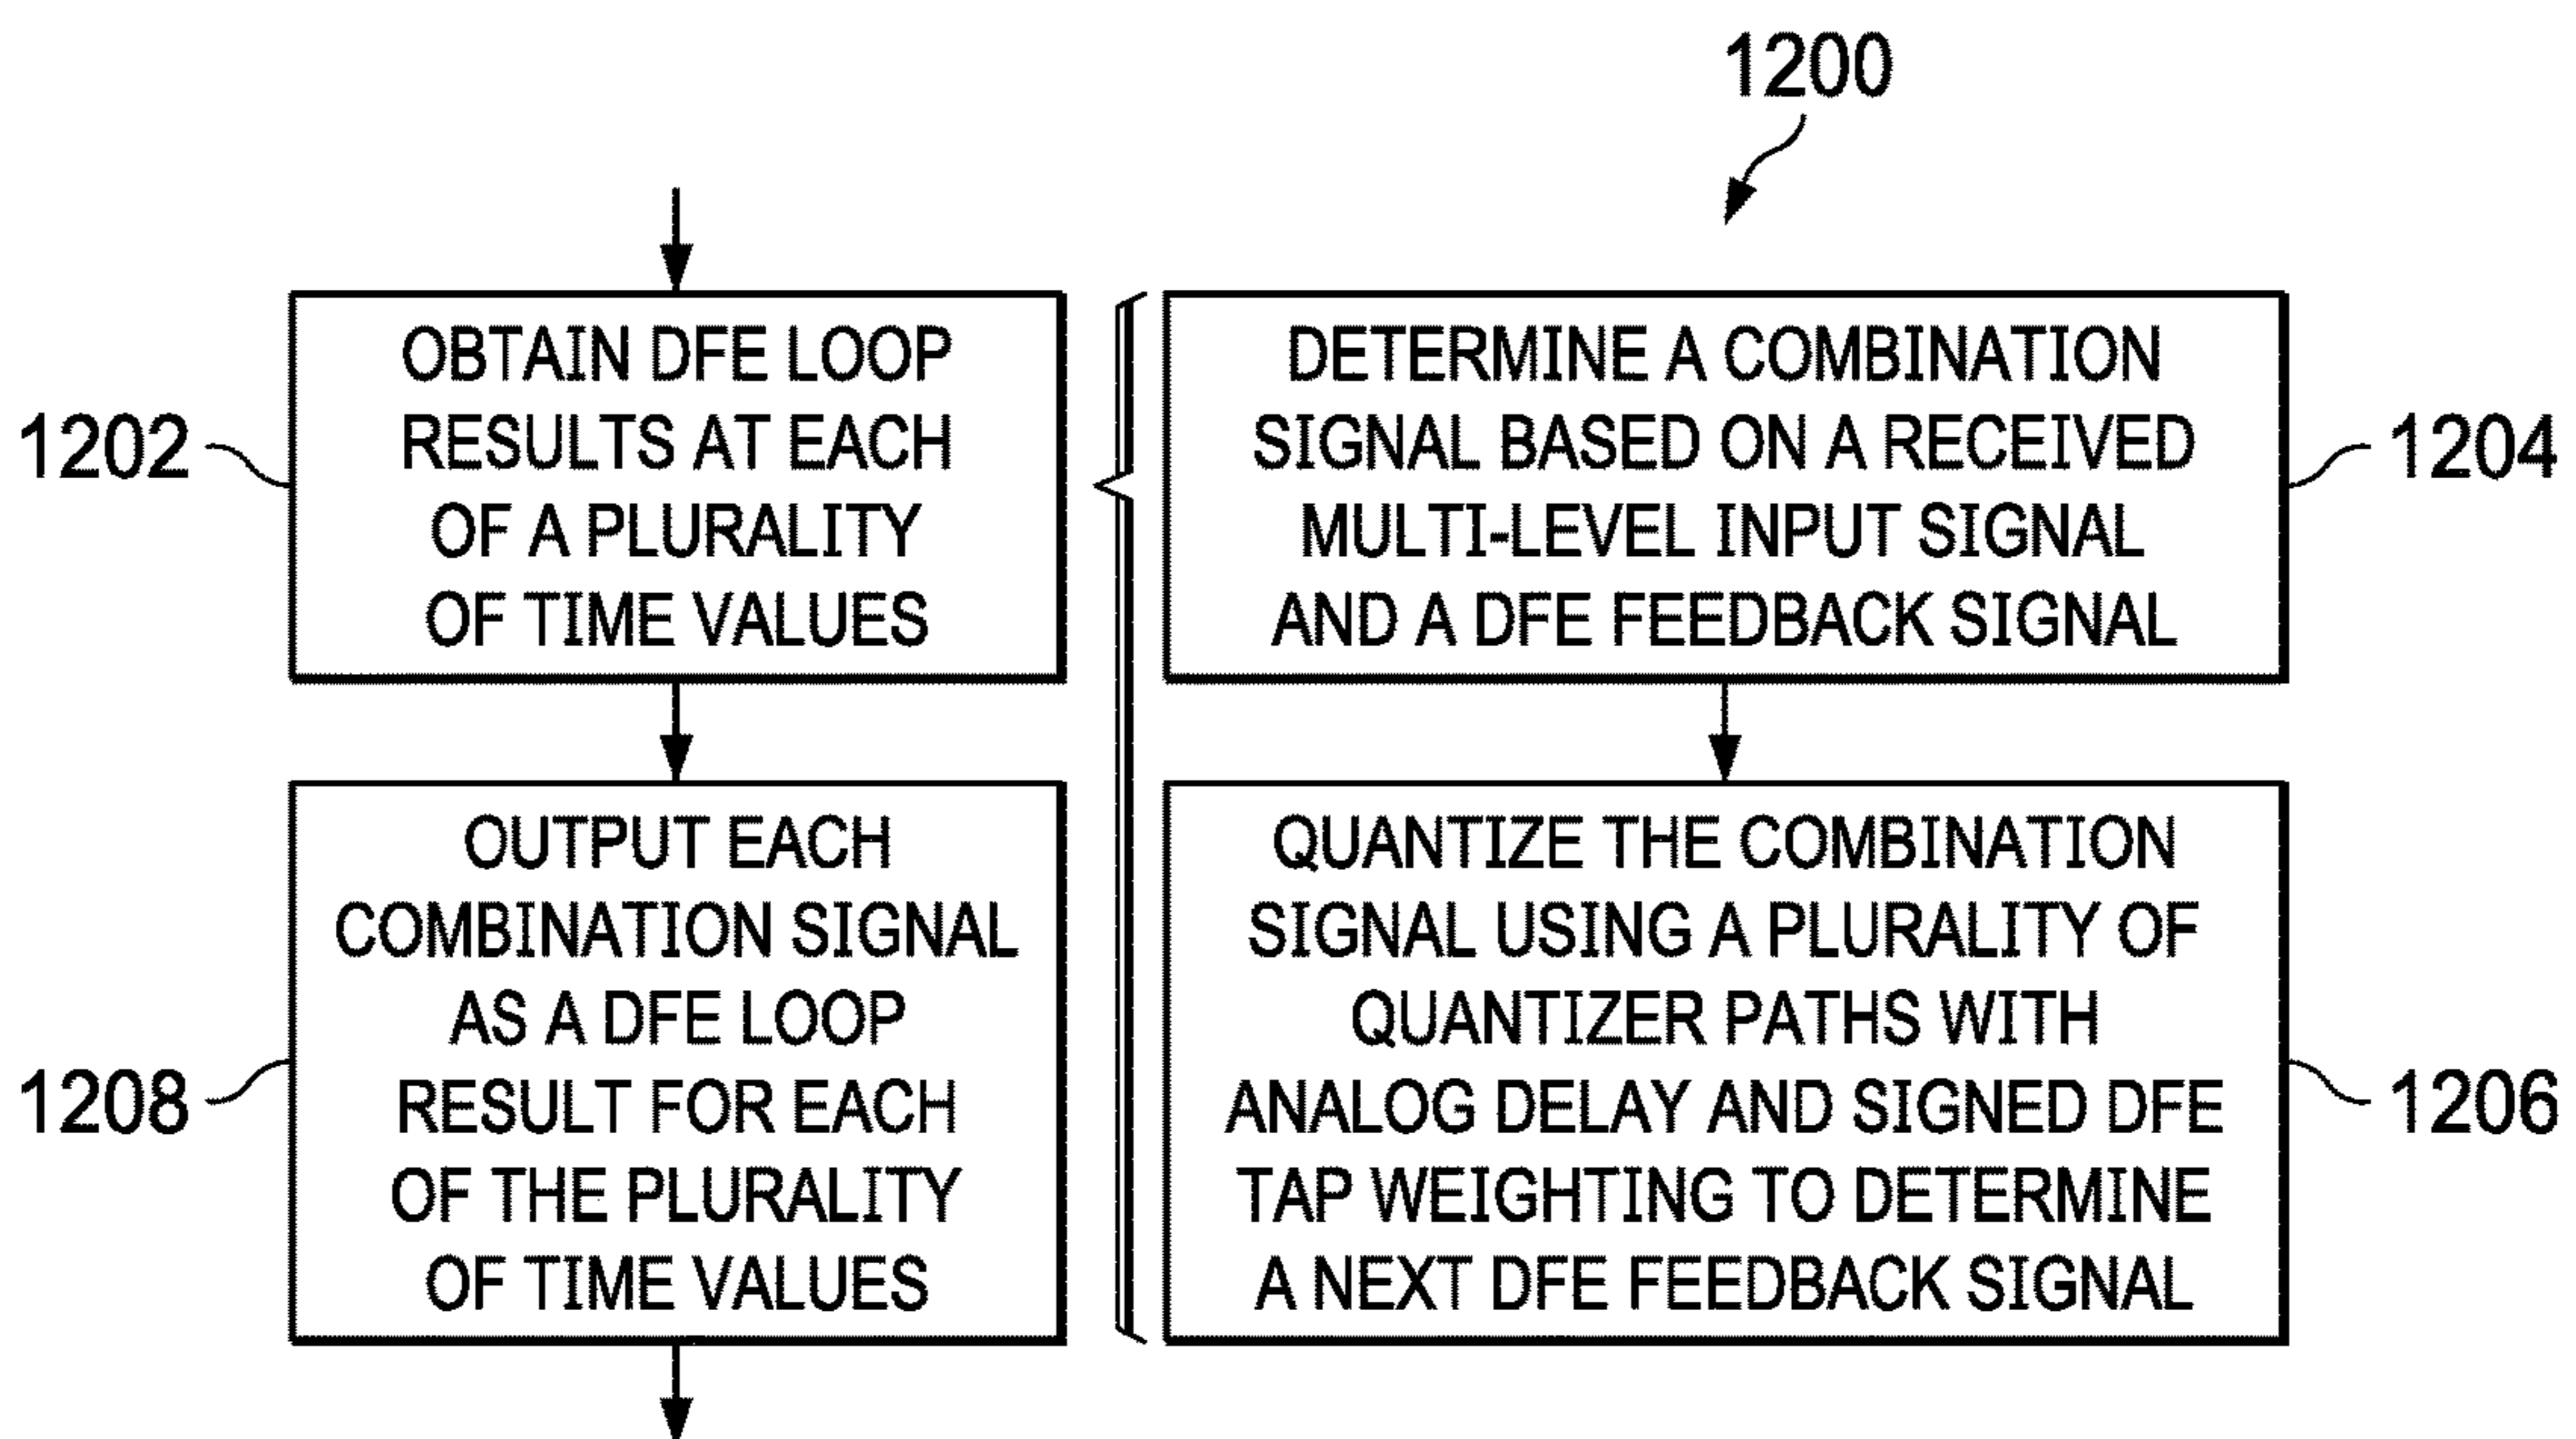 1200
1202
OBTAIN DFE LOOP
RESULTS AT EACH
OF A PLURALITY
OF TIME VALUES
DETERMINE A COMBINATION
SIGNAL BASED ON A RECEIVED
MULTI-LEVEL INPUT SIGNAL
AND A DFE FEEDBACK SIGNAL
1204
1208
OUTPUT EACH
COMBINATION SIGNAL
AS A DFE LOOP
RESULT FOR EACH
OF THE PLURALITY
OF TIME VALUES
QUANTIZE THE COMBINATION
SIGNAL USING A PLURALITY OF
QUANTIZER PATHS WITH
ANALOG DELAY AND SIGNED DFE
TAP WEIGHTING TO DETERMINE
A NEXT DFE FEEDBACK SIGNAL
1206